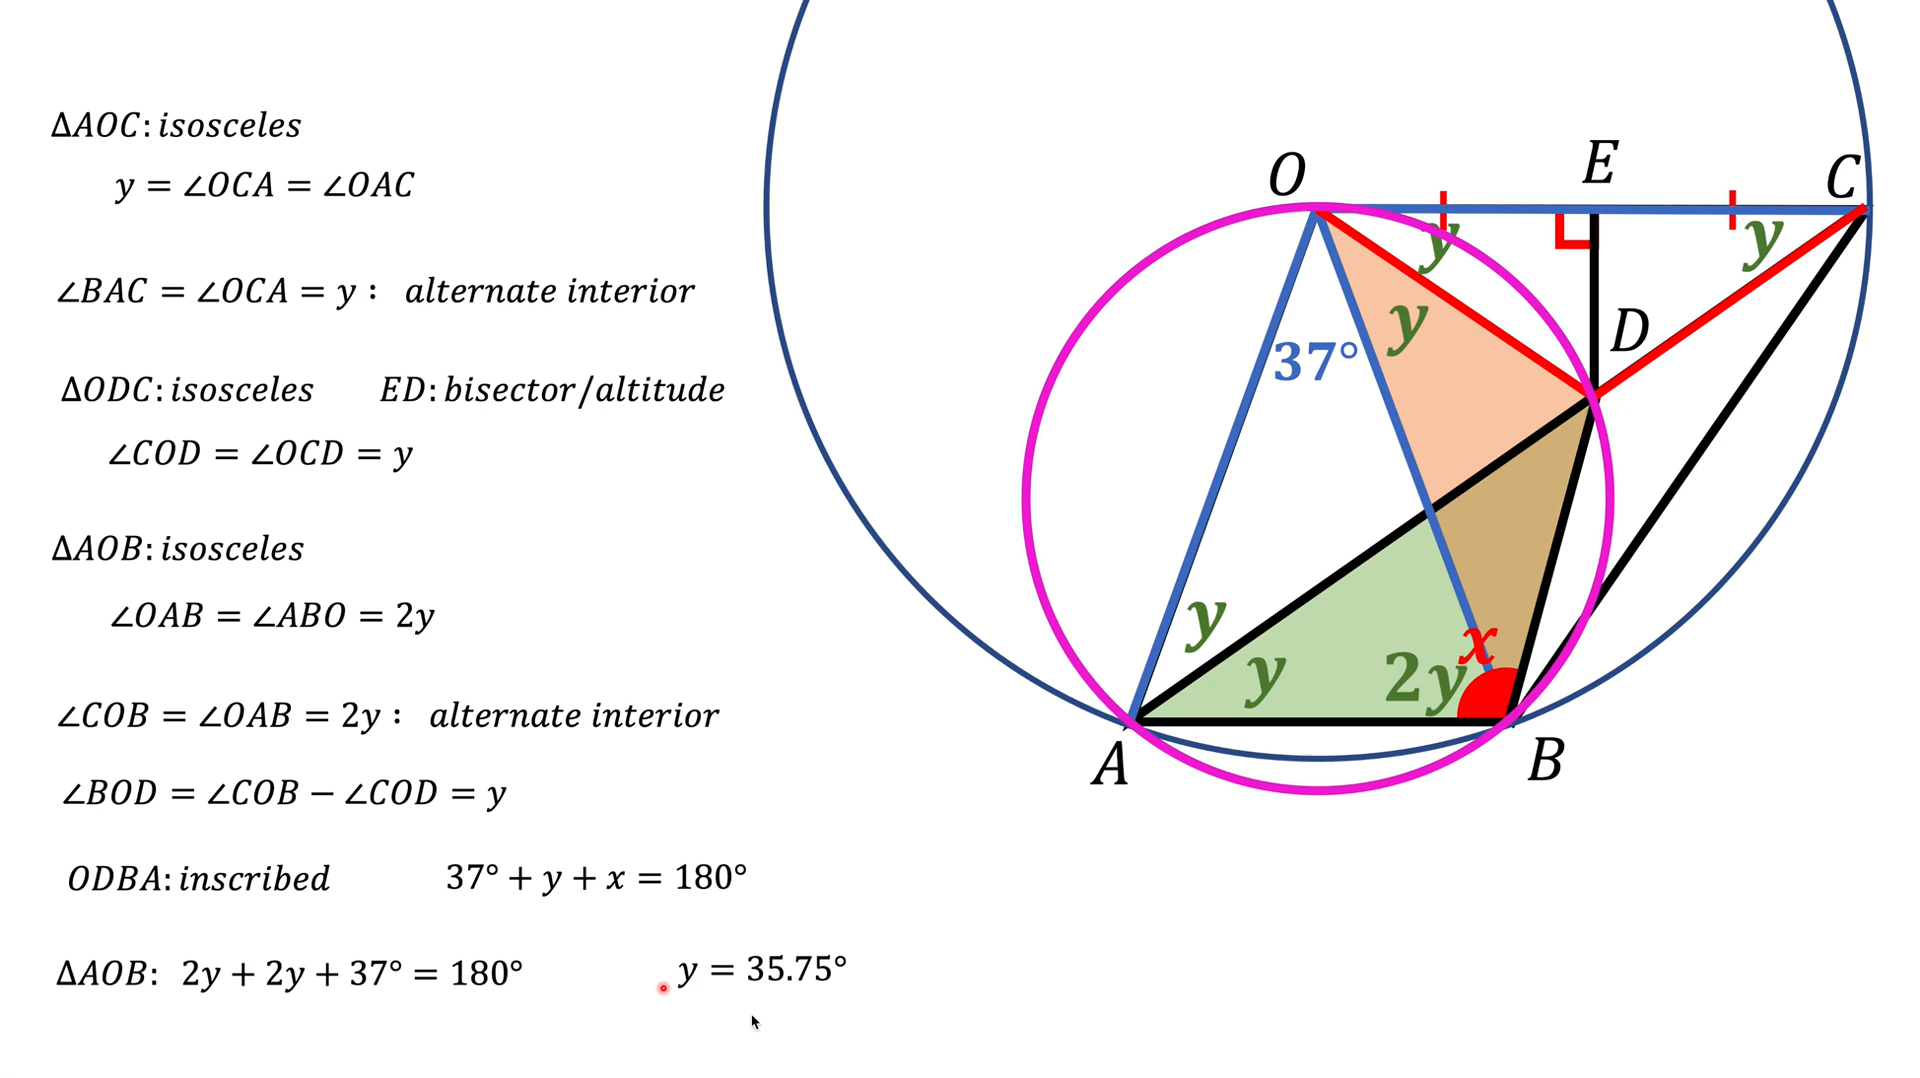 ΔAOC: isosceles
y = ∠OCA = ∠OAC
∠BAC = ∠OCA = y : alternate interior
ΔODC: isosceles ED: bisector/altitude
∠COD = ∠OCD = y
ΔAOB: isosceles
∠OAB = ∠ABO = 2y
∠COB = ∠OAB = 2y : alternate interior
∠BOD = ∠COB − ∠COD = y
ODBA: inscribed 37° + y + x = 180°
ΔAOB: 2y + 2y + 37° = 180° y = 35.75°
O E C
y y
y D
37°
y
y 2y x
A B